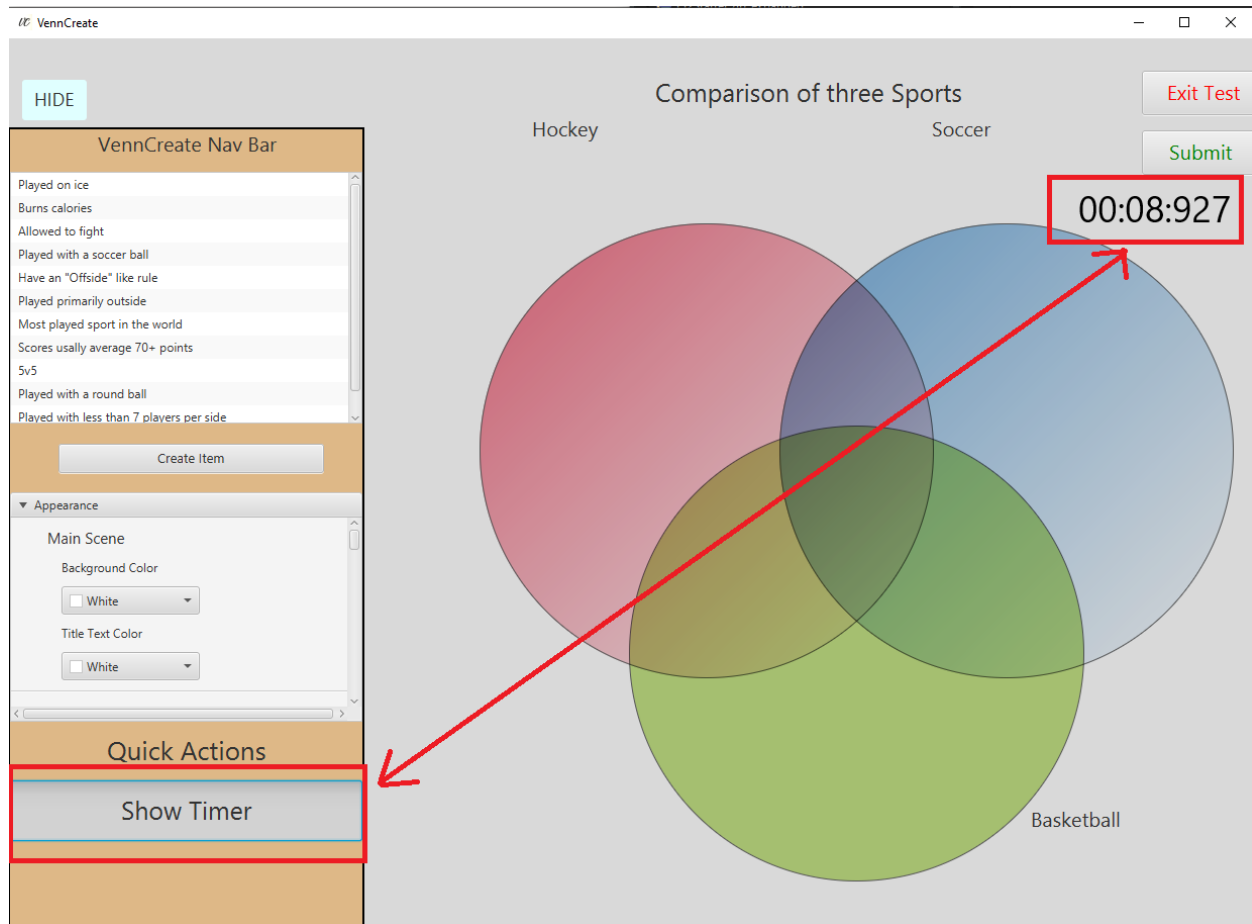 VC VennCreate
HIDE
Comparison of three Sports
Exit Test
Hockey
Soccer
Submit
00:08:927
VennCreate Nav Bar
Played on ice
Burns calories
Allowed to fight
Played with a soccer ball
Have an "Offside" like rule
Played primarily outside
Most played sport in the world
Scores usally average 70+ points
5v5
Played with a round ball
Played with less than 7 players per side
Create Item
Appearance
Main Scene
Background Color
White
Title Text Color
White
Quick Actions
Show Timer
Basketball